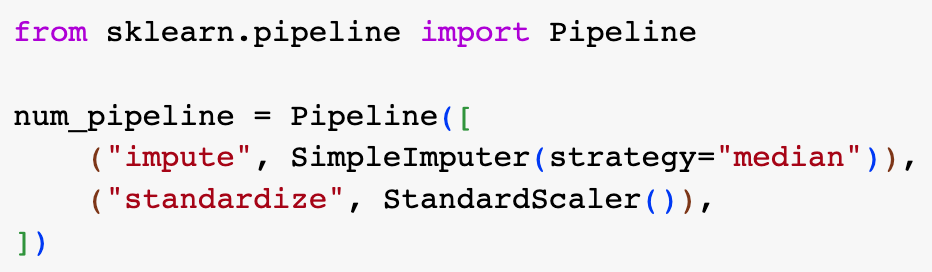 from sklearn.pipeline import Pipeline
num_pipeline = Pipeline([
    ("impute", SimpleImputer(strategy="median")),
    ("standardize", StandardScaler()),
])